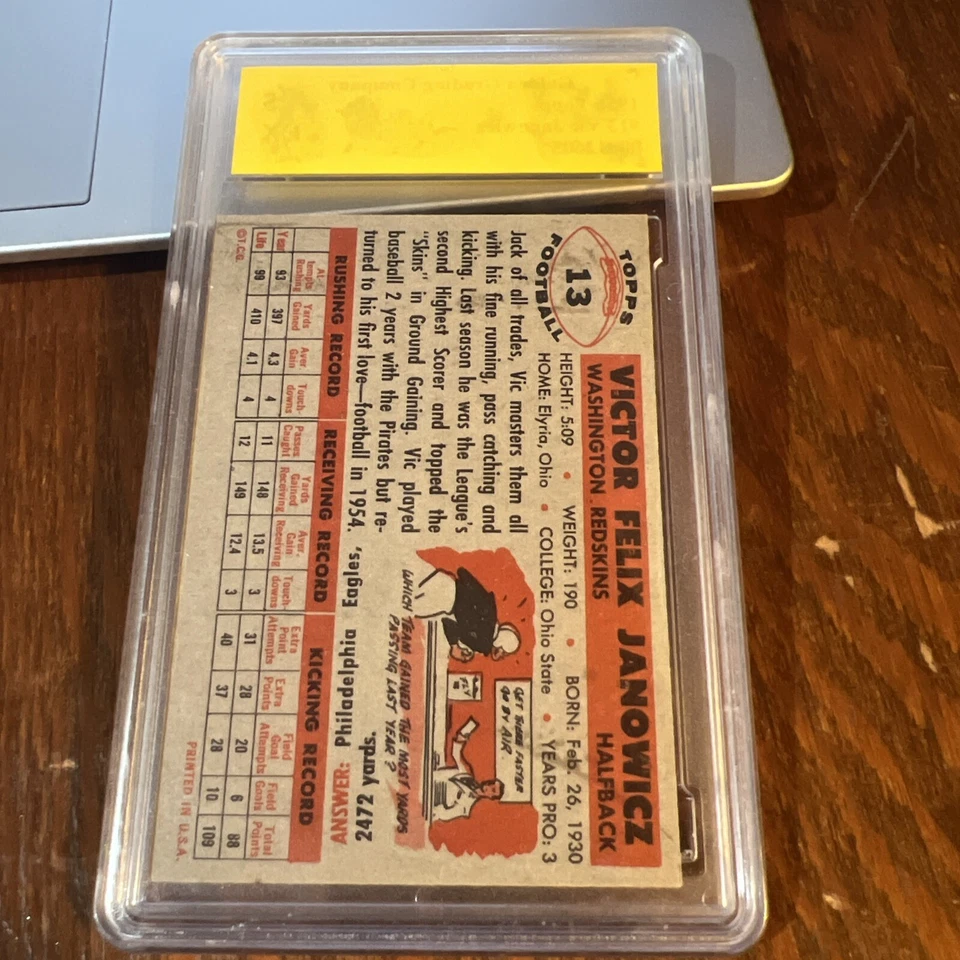 TOPPS
13
FOOTBALL
VICTOR FELIX JANOWICZ
WASHINGTON REDSKINS HALFBACK
HEIGHT: 5:09 • WEIGHT: 190 • BORN: Feb. 26, 1930
HOME: Elyria, Ohio • COLLEGE: Ohio State • YEARS PRO: 3
Jack of all trades, Vic masters them all
with his fine running, pass catching and
kicking. Last season he was the League's
second Highest Scorer and topped the
"Skins" in Ground Gaining. Vic played
baseball 2 years with the Pirates but re-
turned to his first love—football in 1954.
GET THERE FASTER
GO BY AIR
FLY
WHICH TEAM GAINED THE MOST YARDS
PASSING LAST YEAR?
ANSWER: Philadelphia Eagles,
2472 yards.
RUSHING RECORD RECEIVING RECORD KICKING RECORD
Year At-tempts Rushing Yards Gained Aver. Gain Touch-downs Passes Caught Yards Gained Receiving Aver. Gain Receiving Touch-downs Extra Point Attempts Extra Points Field Goal Attempts Field Goals Total Points
Year 93 397 4.3 4 11 148 13.5 3 31 28 20 6 88
Life 99 410 4.1 4 12 149 12.4 3 40 37 28 10 109
©T.C.G. PRINTED IN U.S.A.